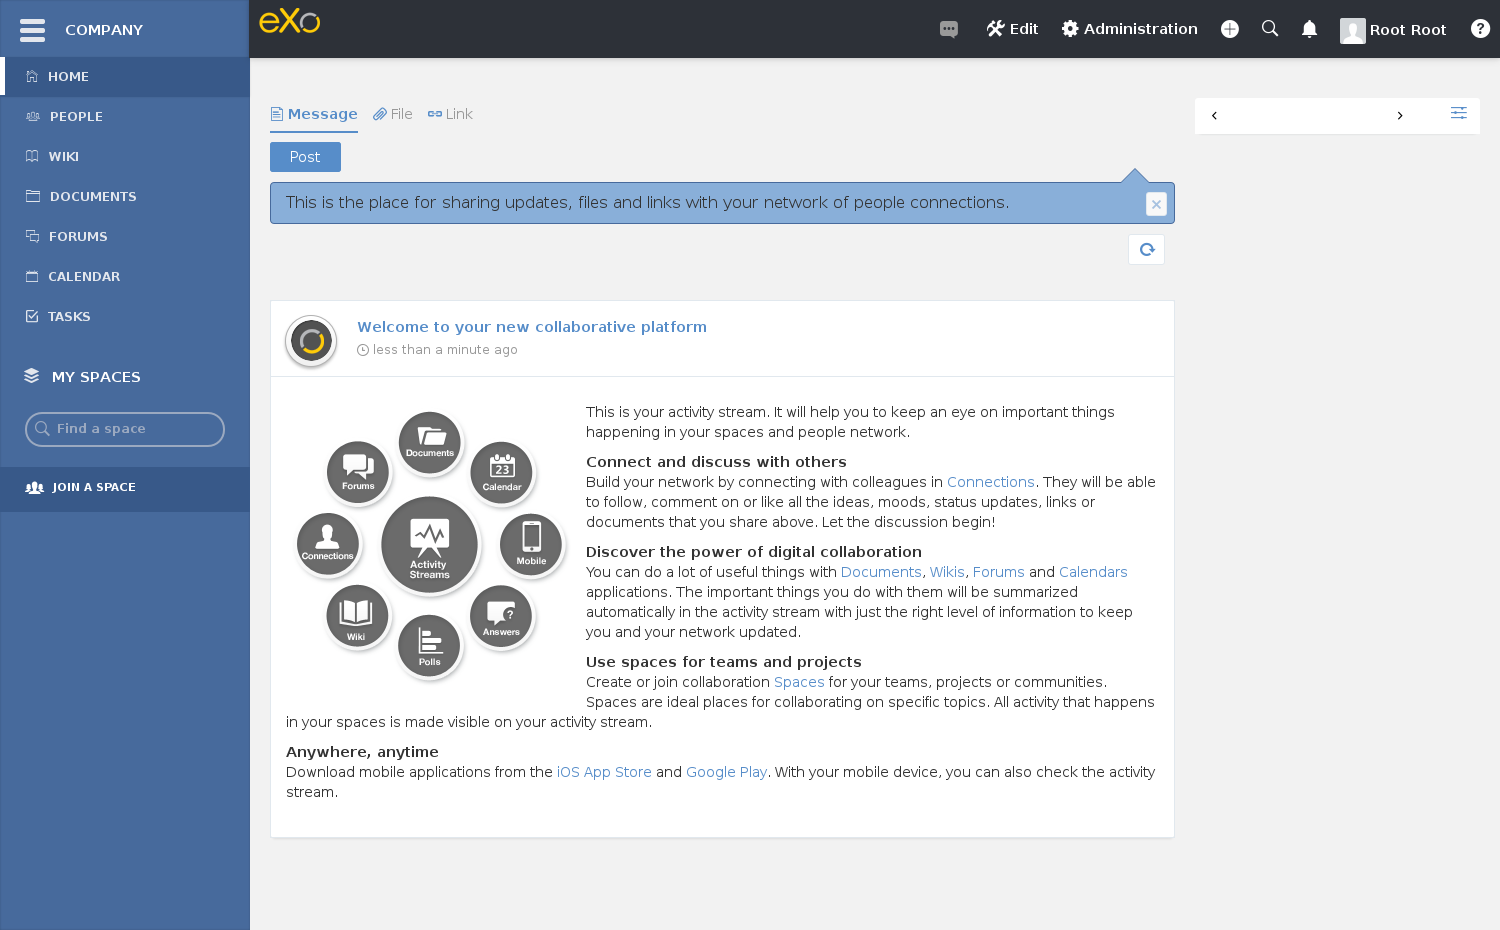 COMPANY
eXo
Edit
Administration
Root Root
HOME
PEOPLE
WIKI
DOCUMENTS
FORUMS
CALENDAR
TASKS
MY SPACES
Find a space
JOIN A SPACE
Message File Link
Post
This is the place for sharing updates, files and links with your network of people connections.
Welcome to your new collaborative platform
less than a minute ago
Documents
Forums
Calendar
23
Connections
Activity
Streams
Mobile
Wiki
Answers
Polls
This is your activity stream. It will help you to keep an eye on important things
happening in your spaces and people network.
Connect and discuss with others
Build your network by connecting with colleagues in Connections. They will be able
to follow, comment on or like all the ideas, moods, status updates, links or
documents that you share above. Let the discussion begin!
Discover the power of digital collaboration
You can do a lot of useful things with Documents, Wikis, Forums and Calendars
applications. The important things you do with them will be summarized
automatically in the activity stream with just the right level of information to keep
you and your network updated.
Use spaces for teams and projects
Create or join collaboration Spaces for your teams, projects or communities.
Spaces are ideal places for collaborating on specific topics. All activity that happens
in your spaces is made visible on your activity stream.
Anywhere, anytime
Download mobile applications from the iOS App Store and Google Play. With your mobile device, you can also check the activity
stream.